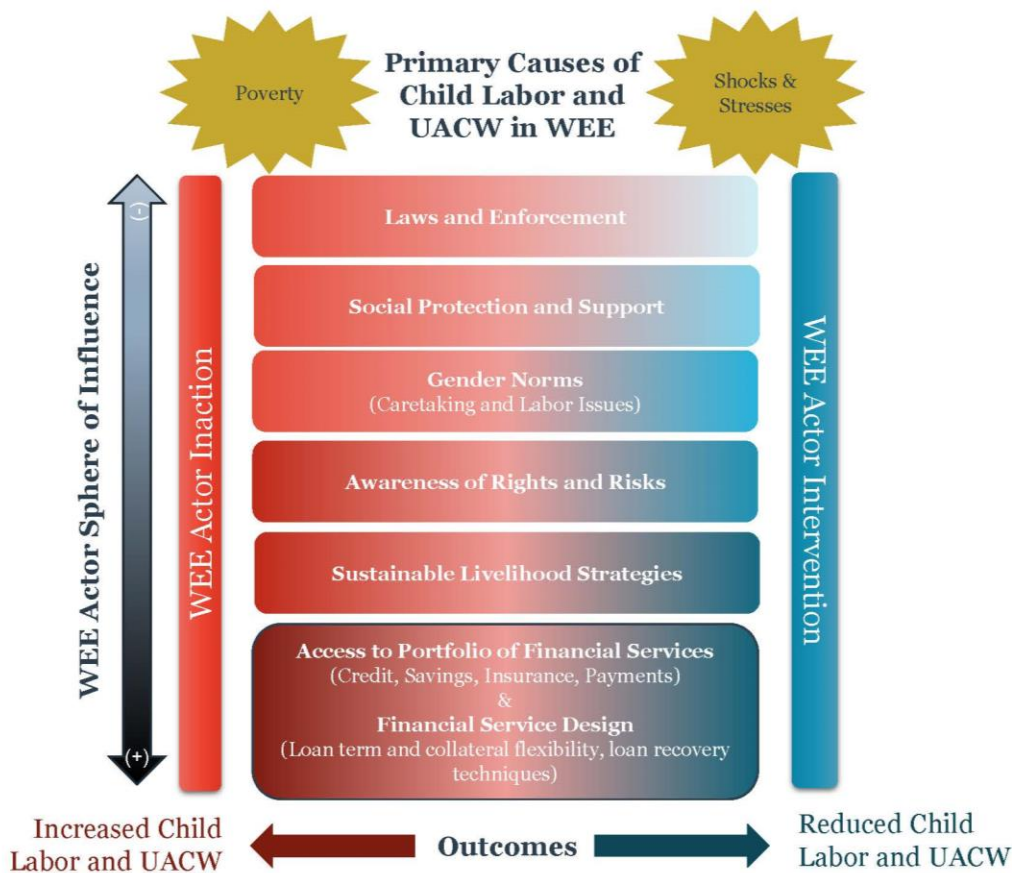 Poverty
Primary Causes of
Child Labor and
UACW in WEE
Shocks &
Stresses
WEE Actor Sphere of Influence
(-)
(+)
WEE Actor Inaction
Laws and Enforcement
Social Protection and Support
Gender Norms
(Caretaking and Labor Issues)
Awareness of Rights and Risks
Sustainable Livelihood Strategies
Access to Portfolio of Financial Services
(Credit, Savings, Insurance, Payments)
&
Financial Service Design
(Loan term and collateral flexibility, loan recovery
techniques)
WEE Actor Intervention
Increased Child
Labor and UACW
Outcomes
Reduced Child
Labor and UACW